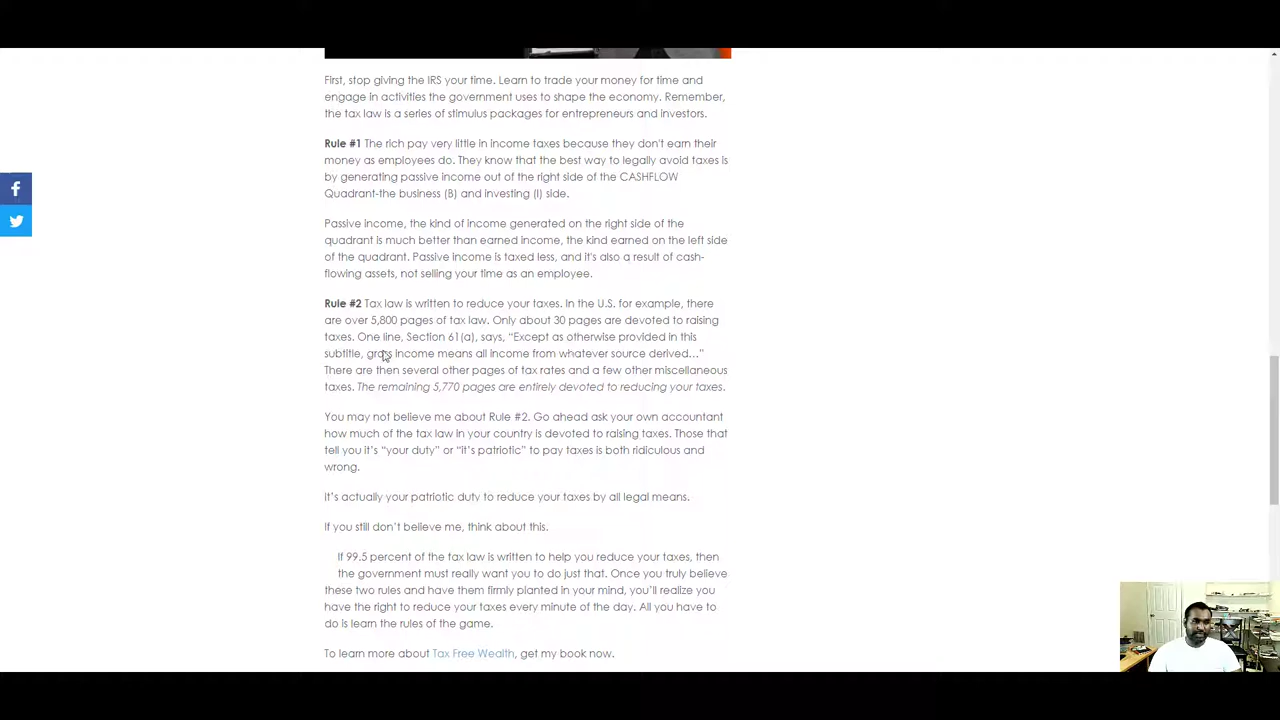 First, stop giving the IRS your time. Learn to trade your money for time and
engage in activities the government uses to shape the economy. Remember,
the tax law is a series of stimulus packages for entrepreneurs and investors.
Rule #1 The rich pay very little in income taxes because they don't earn their
money as employees do. They know that the best way to legally avoid taxes is
by generating passive income out of the right side of the CASHFLOW
Quadrant-the business (B) and investing (I) side.
Passive income, the kind of income generated on the right side of the
quadrant is much better than earned income, the kind earned on the left side
of the quadrant. Passive income is taxed less, and it's also a result of cash-
flowing assets, not selling your time as an employee.
Rule #2 Tax law is written to reduce your taxes. In the U.S. for example, there
are over 5,800 pages of tax law. Only about 30 pages are devoted to raising
taxes. One line, Section 61(a), says, “Except as otherwise provided in this
subtitle, gross income means all income from whatever source derived…”
There are then several other pages of tax rates and a few other miscellaneous
taxes. The remaining 5,770 pages are entirely devoted to reducing your taxes.
You may not believe me about Rule #2. Go ahead ask your own accountant
how much of the tax law in your country is devoted to raising taxes. Those that
tell you it’s “your duty” or “it’s patriotic” to pay taxes is both ridiculous and
wrong.
It’s actually your patriotic duty to reduce your taxes by all legal means.
If you still don’t believe me, think about this.
If 99.5 percent of the tax law is written to help you reduce your taxes, then
the government must really want you to do just that. Once you truly believe
these two rules and have them firmly planted in your mind, you’ll realize you
have the right to reduce your taxes every minute of the day. All you have to
do is learn the rules of the game.
To learn more about Tax Free Wealth, get my book now.